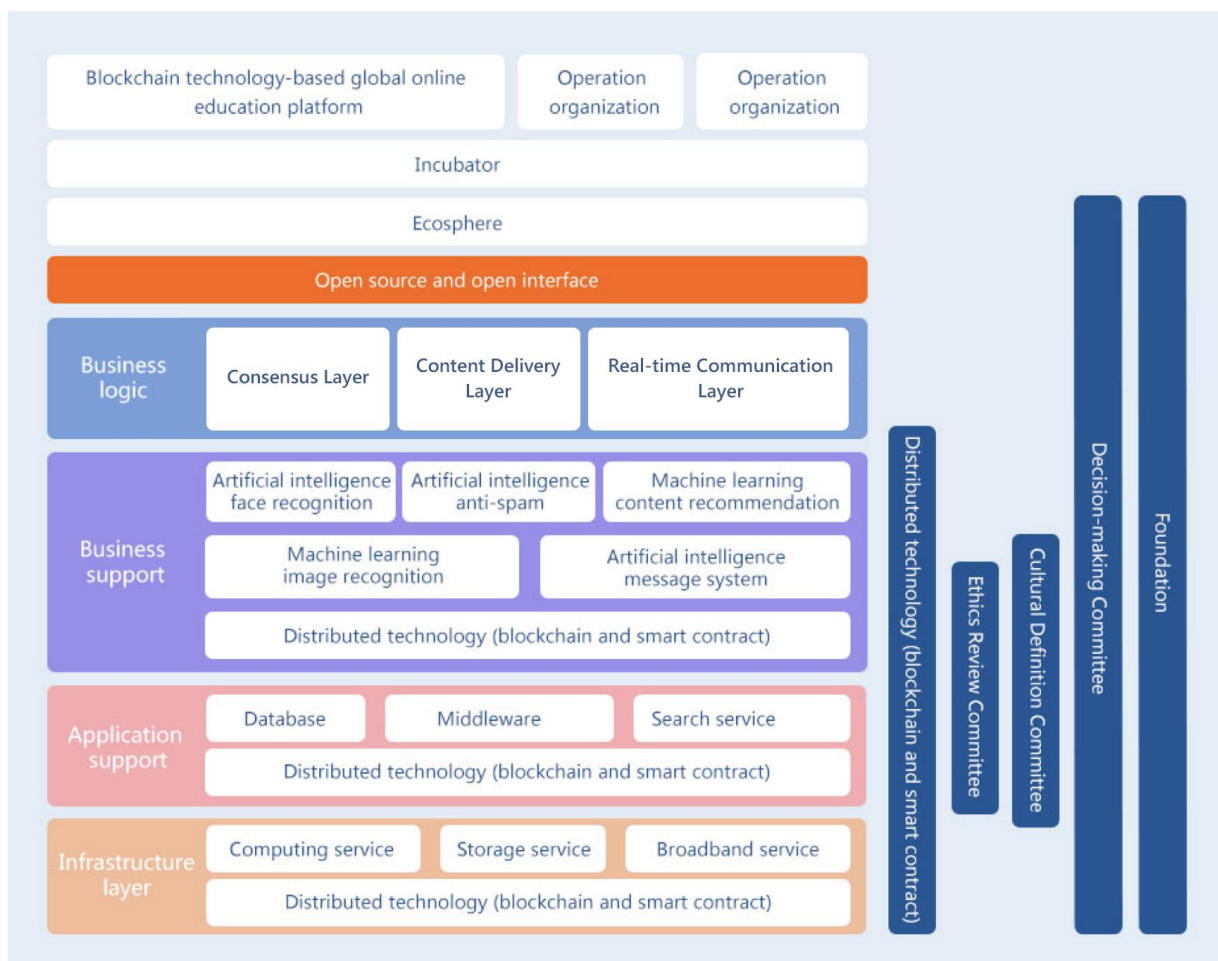 Blockchain technology-based global online
education platform
Operation
organization
Operation
organization
Incubator
Ecosphere
Open source and open interface
Business
logic
Consensus Layer
Content Delivery
Layer
Real-time Communication
Layer
Business
support
Artificial intelligence
face recognition
Artificial intelligence
anti-spam
Machine learning
content recommendation
Machine learning
image recognition
Artificial intelligence
message system
Distributed technology (blockchain and smart contract)
Application
support
Database
Middleware
Search service
Distributed technology (blockchain and smart contract)
Infrastructure
layer
Computing service
Storage service
Broadband service
Distributed technology (blockchain and smart contract)
Distributed technology (blockchain and smart contract)
Ethics Review Committee
Cultural Definition Committee
Decision-making Committee
Foundation